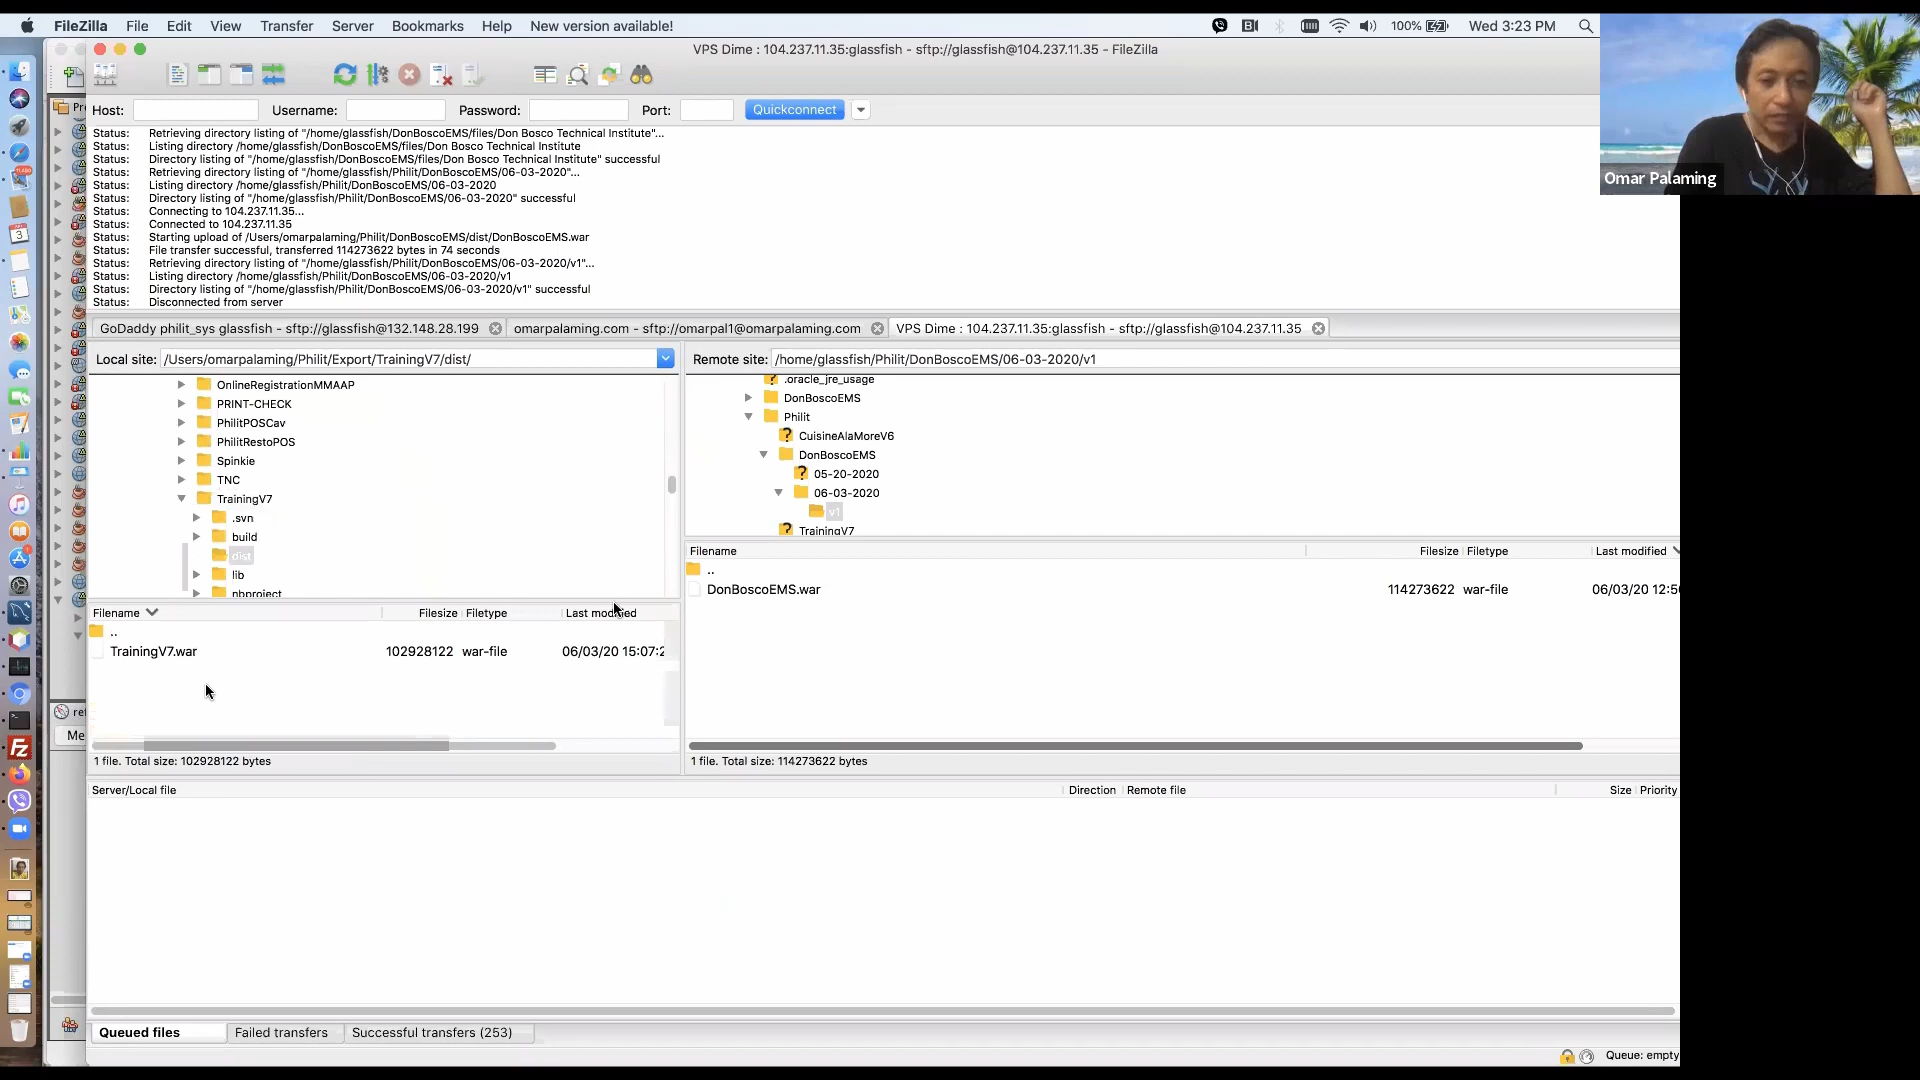 FileZilla File Edit View Transfer Server Bookmarks Help New version available! 100% Wed 3:23 PM
VPS Dime : 104.237.11.35:glassfish - sftp://glassfish@104.237.11.35 - FileZilla
Host: Username: Password: Port: Quickconnect
Status: Retrieving directory listing of "/home/glassfish/DonBoscoEMS/files/Don Bosco Technical Institute"...
Status: Listing directory /home/glassfish/DonBoscoEMS/files/Don Bosco Technical Institute
Status: Directory listing of "/home/glassfish/DonBoscoEMS/files/Don Bosco Technical Institute" successful
Status: Retrieving directory listing of "/home/glassfish/Philit/DonBoscoEMS/06-03-2020"...
Status: Listing directory /home/glassfish/Philit/DonBoscoEMS/06-03-2020
Status: Directory listing of "/home/glassfish/Philit/DonBoscoEMS/06-03-2020" successful
Status: Connecting to 104.237.11.35...
Status: Connected to 104.237.11.35
Status: Starting upload of /Users/omarpalaming/Philit/DonBoscoEMS/dist/DonBoscoEMS.war
Status: File transfer successful, transferred 114273622 bytes in 74 seconds
Status: Retrieving directory listing of "/home/glassfish/Philit/DonBoscoEMS/06-03-2020/v1"...
Status: Listing directory /home/glassfish/Philit/DonBoscoEMS/06-03-2020/v1
Status: Directory listing of "/home/glassfish/Philit/DonBoscoEMS/06-03-2020/v1" successful
Status: Disconnected from server
Omar Palaming
GoDaddy philit_sys glassfish - sftp://glassfish@132.148.28.199
omarpalaming.com - sftp://omarpal1@omarpalaming.com
VPS Dime : 104.237.11.35:glassfish - sftp://glassfish@104.237.11.35
Local site: /Users/omarpalaming/Philit/Export/TrainingV7/dist/
OnlineRegistrationMMAAP
PRINT-CHECK
PhilitPOSCav
PhilitRestoPOS
Spinkie
TNC
TrainingV7
.svn
build
dist
lib
nbproject
Filename Filesize Filetype Last modified
..
TrainingV7.war 102928122 war-file 06/03/20 15:07:2
1 file. Total size: 102928122 bytes
Remote site: /home/glassfish/Philit/DonBoscoEMS/06-03-2020/v1
.oracle_jre_usage
DonBoscoEMS
Philit
CuisineAlaMoreV6
DonBoscoEMS
05-20-2020
06-03-2020
v1
TrainingV7
Filename Filesize Filetype Last modified
..
DonBoscoEMS.war 114273622 war-file 06/03/20 12:5
1 file. Total size: 114273622 bytes
Server/Local file Direction Remote file Size Priority
Queued files Failed transfers Successful transfers (253)
Queue: empty